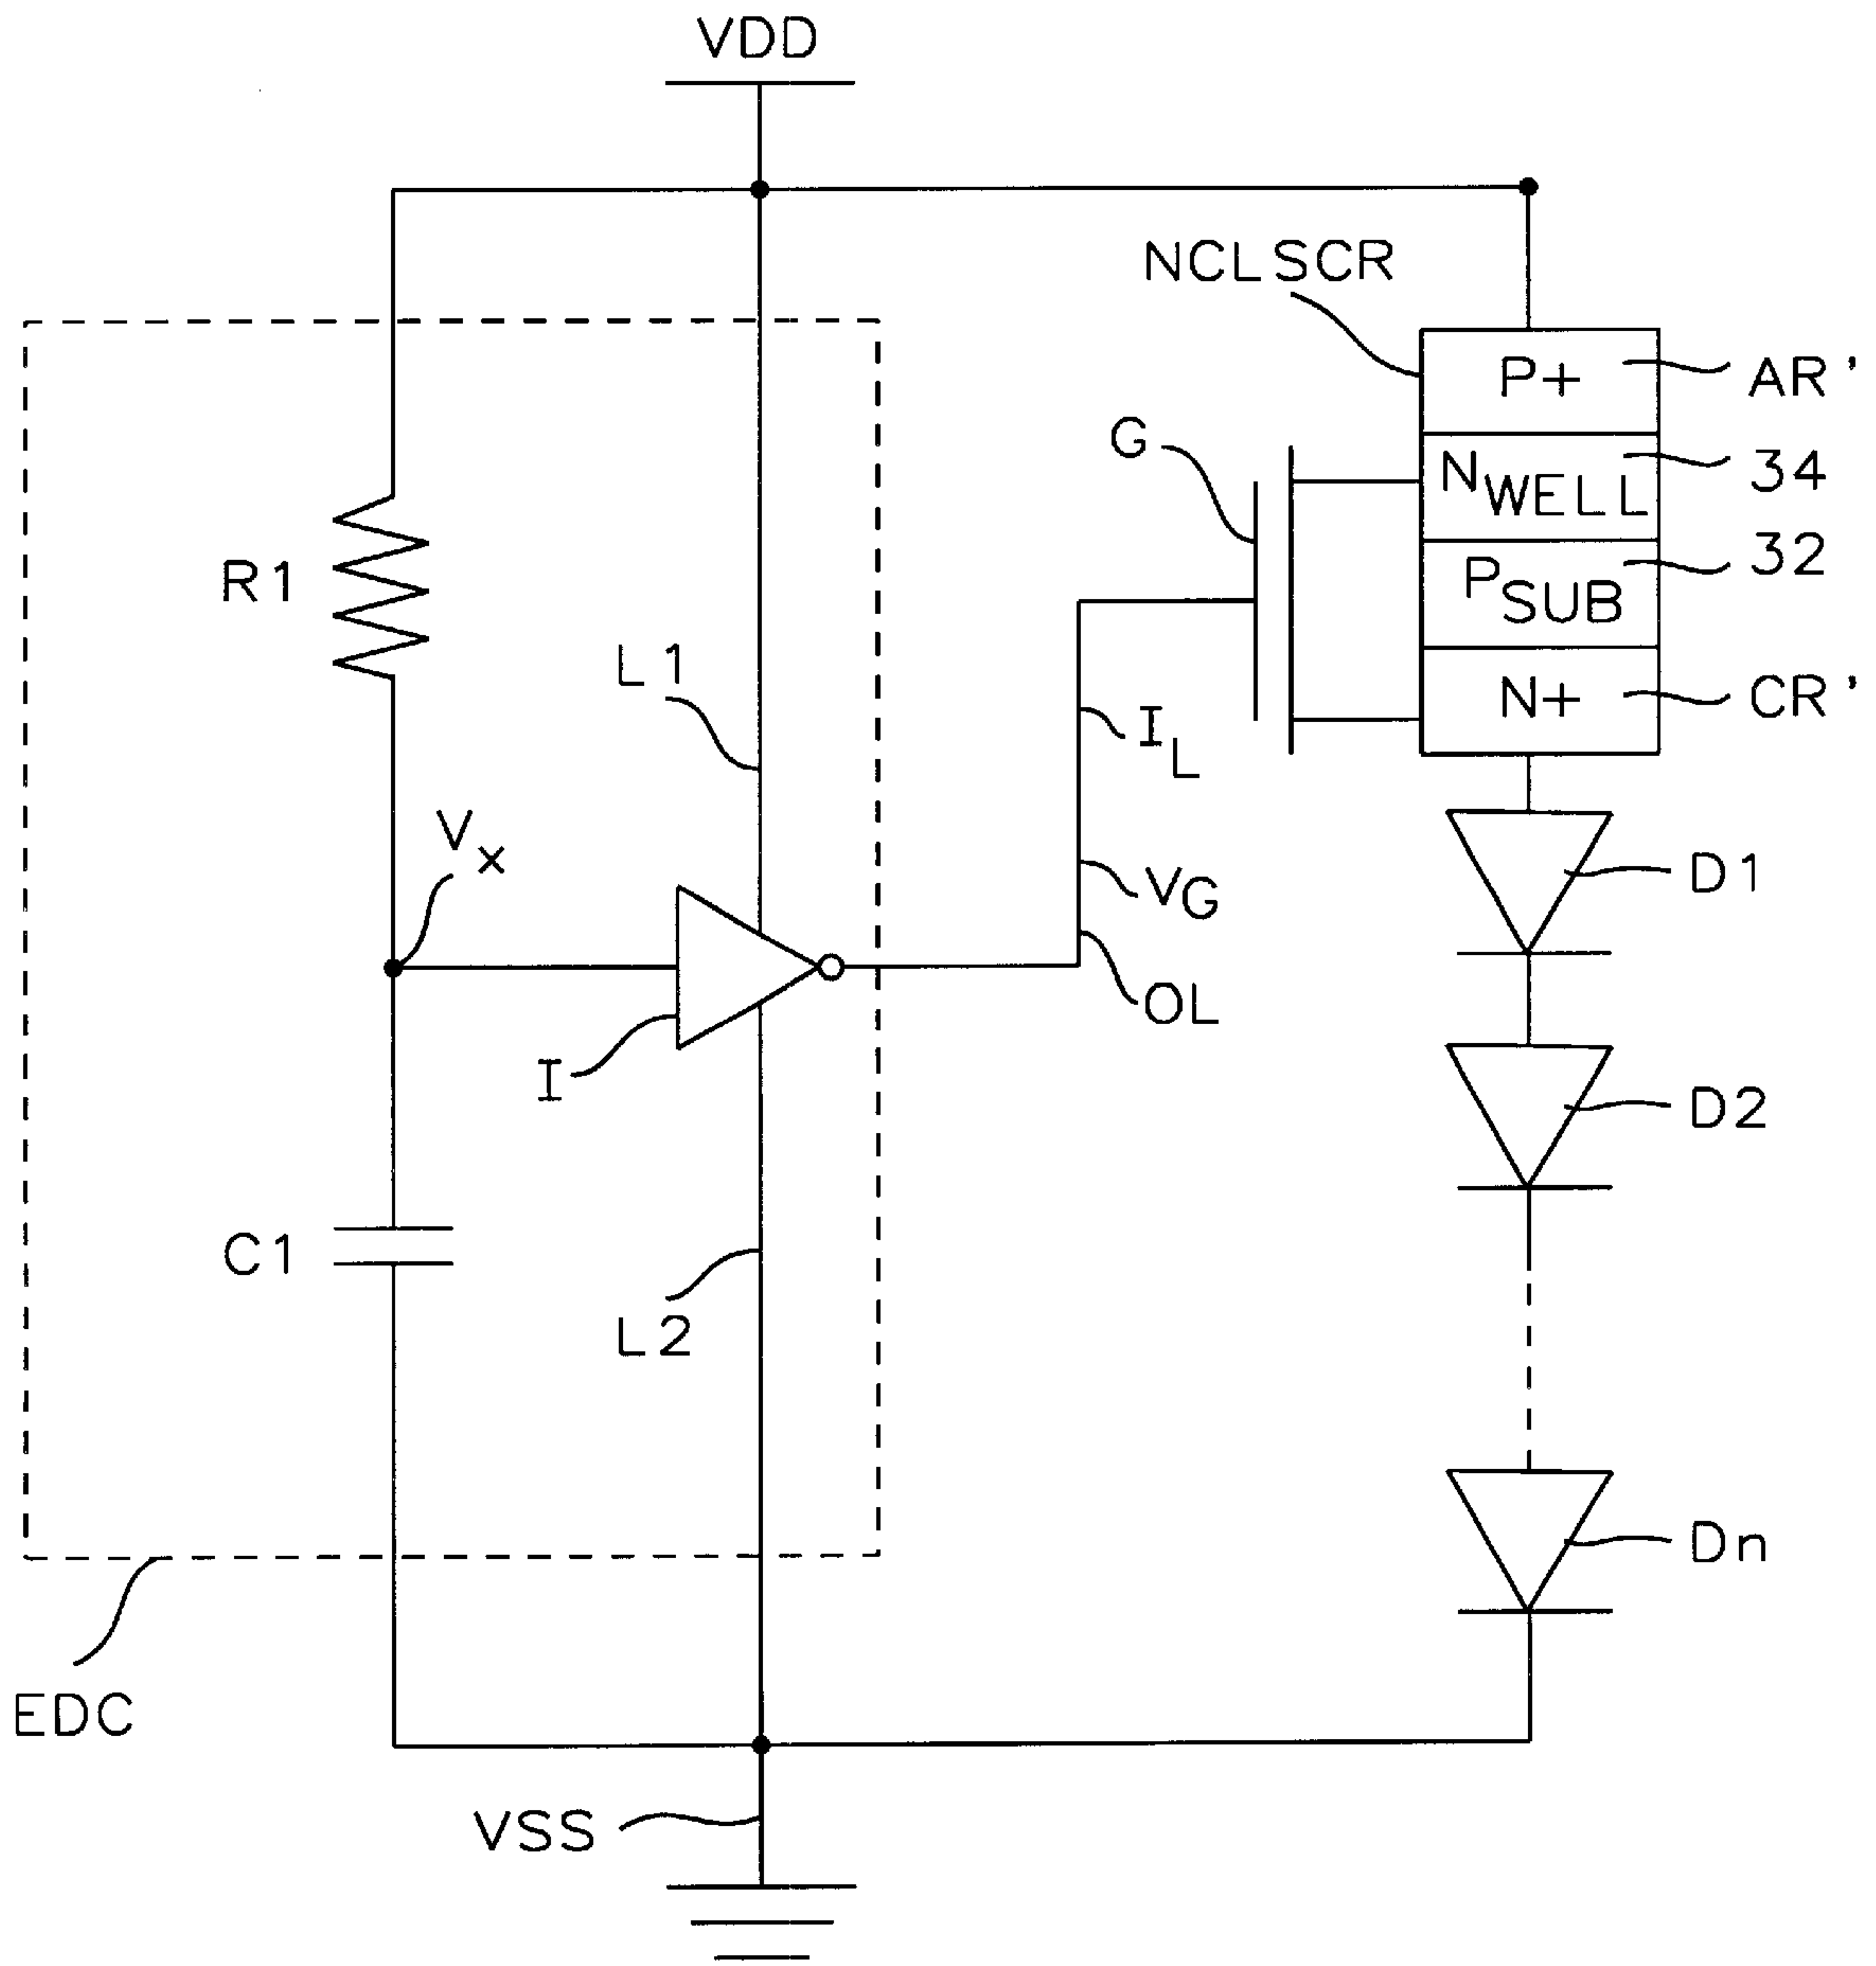 VDD
NCLSCR
P+
AR'
G
NWELL
34
R1
PSUB
32
L1
N+
CR'
IL
Vx
VG
D1
OL
I
D2
C1
L2
Dn
EDC
VSS